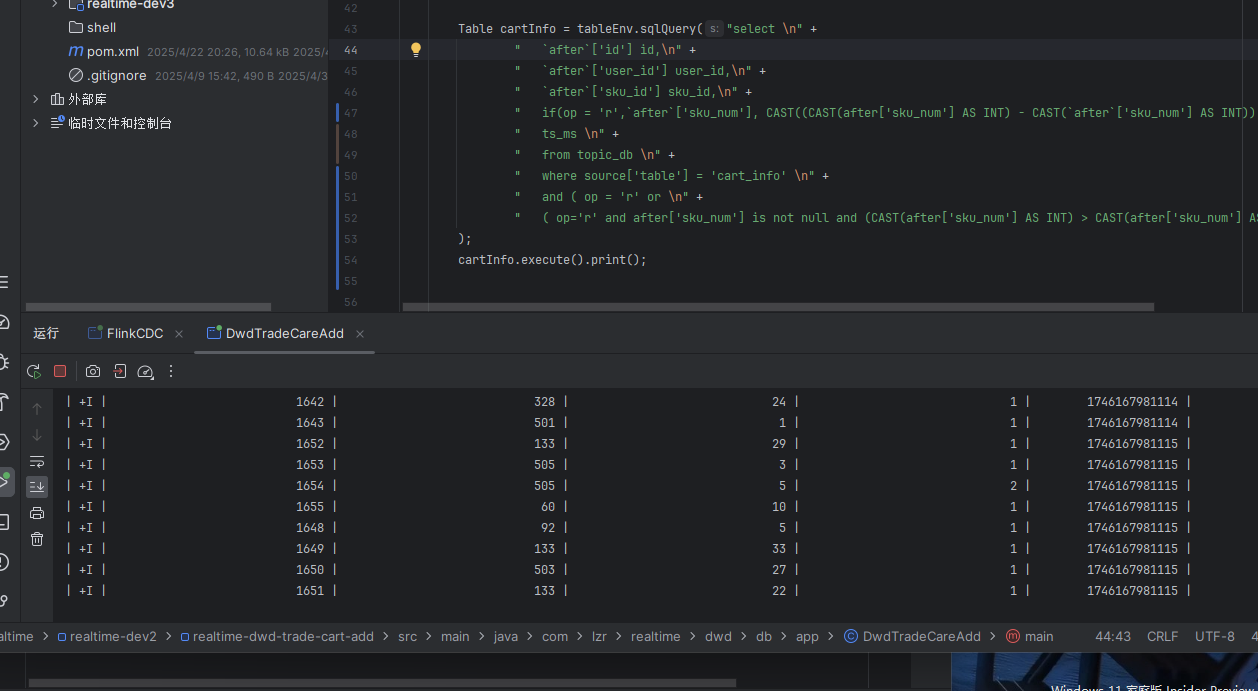 realtime-dev3
shell
pom.xml 2025/4/22 20:26, 10.64 kB 2025/4
.gitignore 2025/4/9 15:42, 490 B 2025/4/3
外部库
临时文件和控制台
42
43 Table cartInfo = tableEnv.sqlQuery( s: "select \n" +
44 " `after`['id'] id,\n" +
45 " `after`['user_id'] user_id,\n" +
46 " `after`['sku_id'] sku_id,\n" +
47 " if(op = 'r',`after`['sku_num'], CAST((CAST(after['sku_num'] AS INT) - CAST(`after`['sku_num'] AS INT))
48 " ts_ms \n" +
49 " from topic_db \n" +
50 " where source['table'] = 'cart_info' \n" +
51 " and ( op = 'r' or \n" +
52 " ( op='r' and after['sku_num'] is not null and (CAST(after['sku_num'] AS INT) > CAST(after['sku_num'] AS
53 );
54 cartInfo.execute().print();
55
56
运行 FlinkCDC × DwdTradeCareAdd ×
| +I | 1642 | 328 | 24 | 1 | 1746167981114 |
| +I | 1643 | 501 | 1 | 1 | 1746167981114 |
| +I | 1652 | 133 | 29 | 1 | 1746167981115 |
| +I | 1653 | 505 | 3 | 1 | 1746167981115 |
| +I | 1654 | 505 | 5 | 2 | 1746167981115 |
| +I | 1655 | 60 | 10 | 1 | 1746167981115 |
| +I | 1648 | 92 | 5 | 1 | 1746167981115 |
| +I | 1649 | 133 | 33 | 1 | 1746167981115 |
| +I | 1650 | 503 | 27 | 1 | 1746167981115 |
| +I | 1651 | 133 | 22 | 1 | 1746167981115 |
altime > realtime-dev2 > realtime-dwd-trade-cart-add > src > main > java > com > lzr > realtime > dwd > db > app > DwdTradeCareAdd > main 44:43 CRLF UTF-8 4
Windows 11 家庭版 Insider Preview